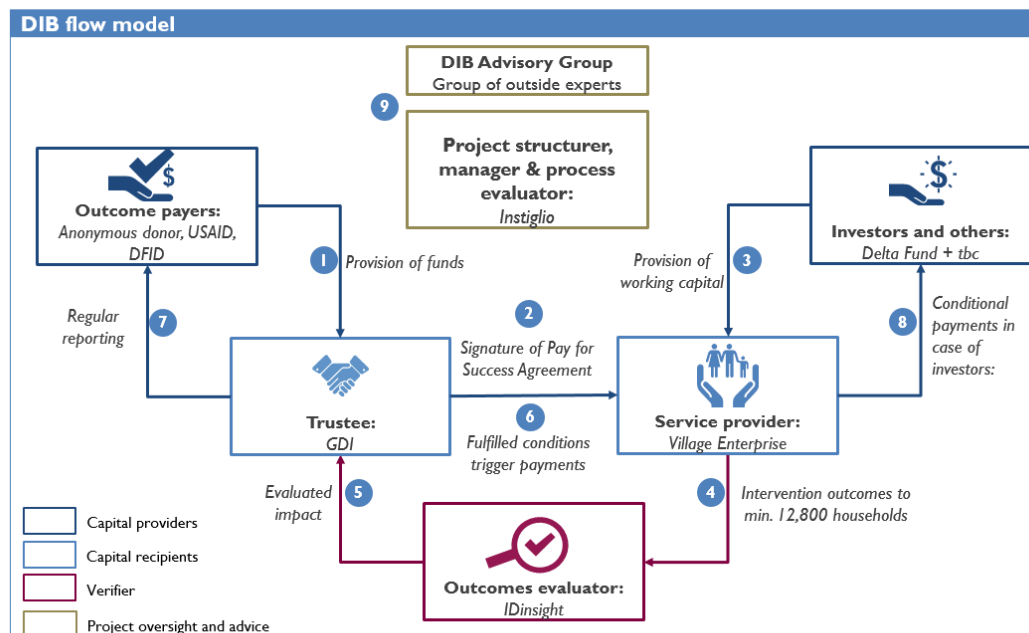 DIB flow model
DIB Advisory Group
Group of outside experts
9
Project structurer,
manager & process
evaluator:
Instiglio
$
Outcome payers:
Anonymous donor, USAID,
DFID
$
Investors and others:
Delta Fund + tbc
1
Provision of funds
Provision of
working capital
3
Regular
reporting
7
2
Signature of Pay for
Success Agreement
8
Conditional
payments in
case of
investors:
Trustee:
GDI
6
Fulfilled conditions
trigger payments
Service provider:
Village Enterprise
Evaluated
impact
5
4
Intervention outcomes to
min. 12,800 households
Outcomes evaluator:
IDinsight
Capital providers
Capital recipients
Verifier
Project oversight and advice